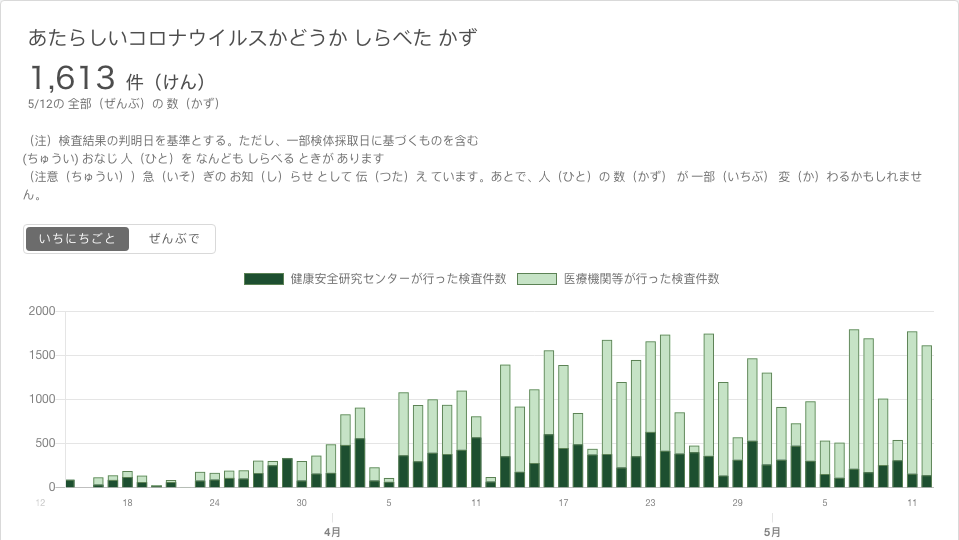 あたらしいコロナウイルスかどうか しらべた かず
1,613 件（けん）
5/12の 全部（ぜんぶ）の 数（かず）
（注）検査結果の判明日を基準とする。ただし、一部検体採取日に基づくものを含む
(ちゅうい) おなじ 人（ひと）を なんども しらべる ときが あります
（注意（ちゅうい））急（いそ）ぎの お知（し）らせ として 伝（つた）え ています。あとで、人（ひと）の 数（かず） が 一部（いちぶ） 変（か）わるかもしれませ
ん。
いちにちごと ぜんぶで
健康安全研究センターが行った検査件数 医療機関等が行った検査件数
2000
1500
1000
500
0
12 18 24 30 5 11 17 23 29 5 11
4月 5月